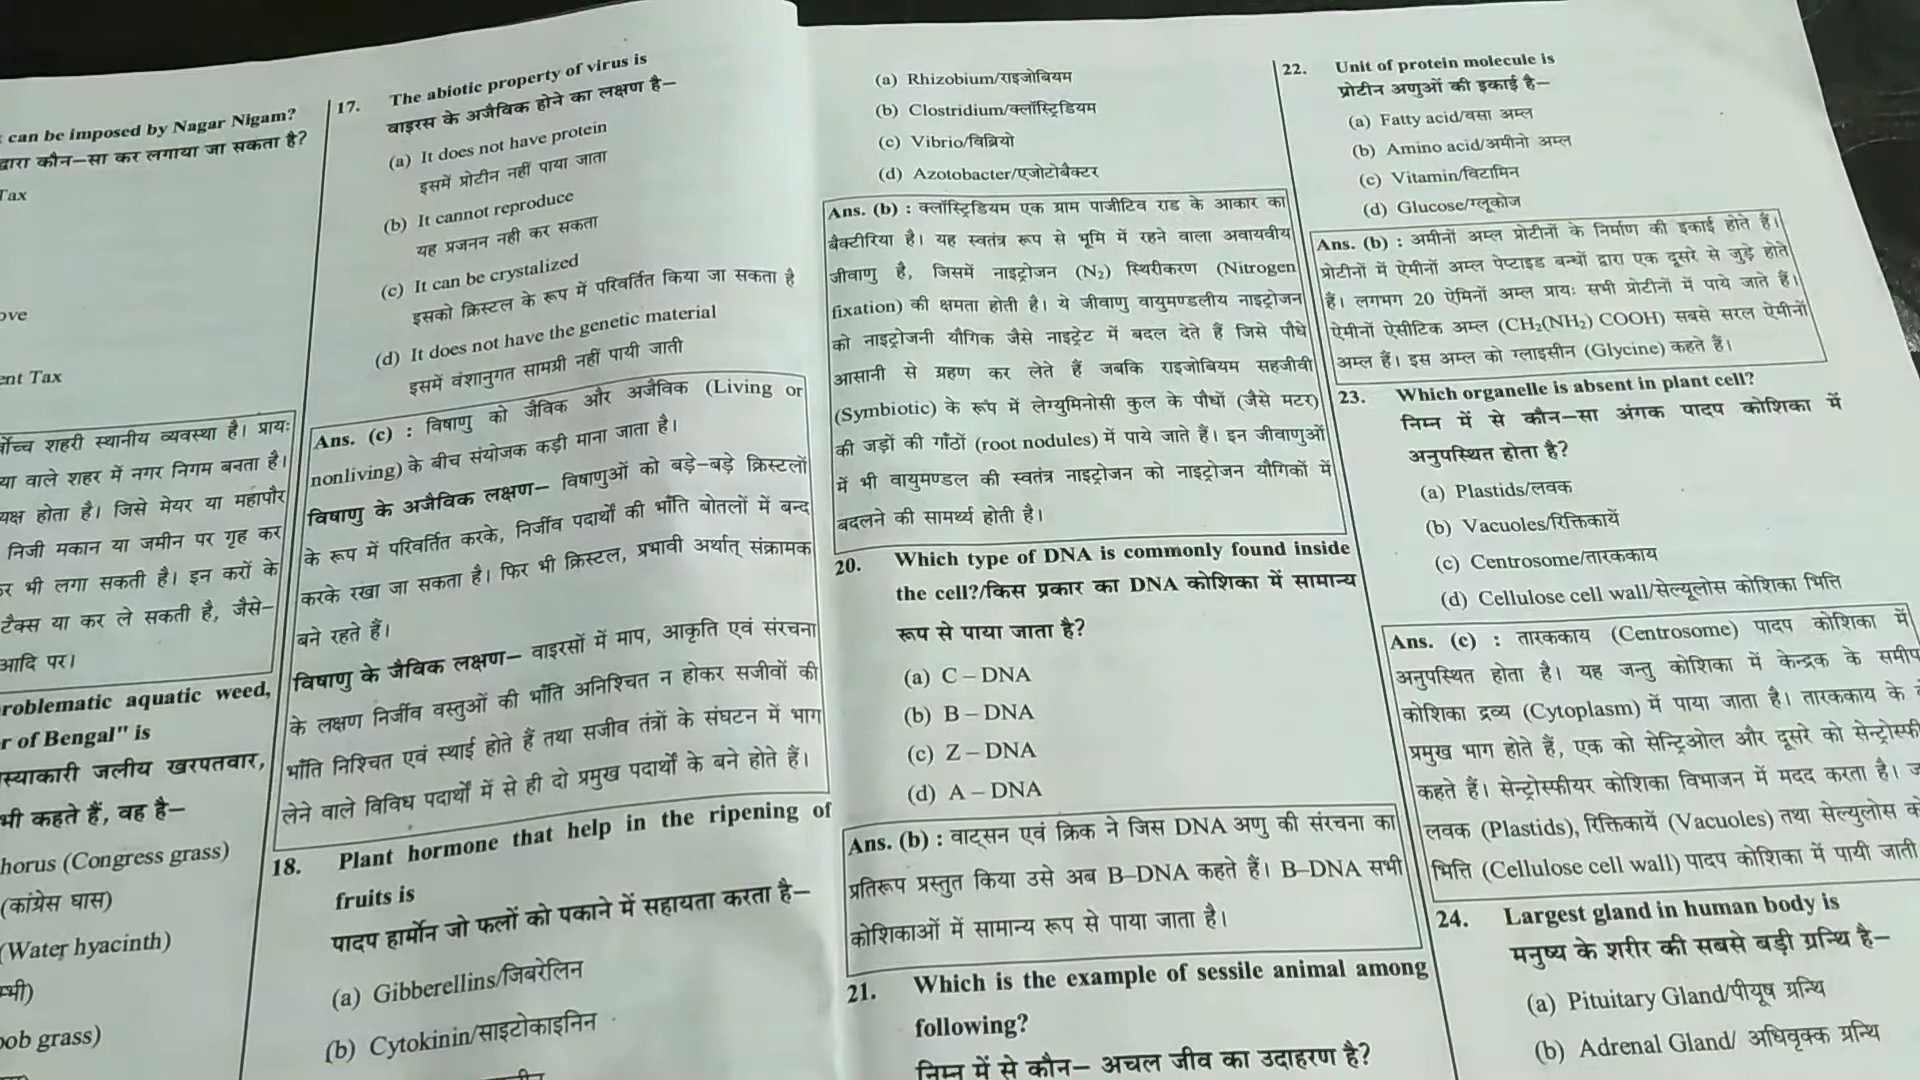 can be imposed by Nagar Nigam?
द्वारा कौन–सा कर लगाया जा सकता है?
Tax
ent Tax
र्वोच्च शहरी स्थानीय व्यवस्था है। प्रायः
या वाले शहर में नगर निगम बनता है।
यक्ष होता है। जिसे मेयर या महापौर
निजी मकान या जमीन पर गृह कर
र भी लगा सकती है। इन करों के
टैक्स या कर ले सकती है, जैसे–
आदि पर।
roblematic aquatic weed,
r of Bengal" is
स्याकारी जलीय खरपतवार,
भी कहते हैं, वह है–
horus (Congress grass)
(कांग्रेस घास)
(Water hyacinth)
म्भी)
oob grass)
17. The abiotic property of virus is
वाइरस के अजैविक होने का लक्षण है–
(a) It does not have protein
इसमें प्रोटीन नहीं पाया जाता
(b) It cannot reproduce
यह प्रजनन नही कर सकता
(c) It can be crystalized
इसको क्रिस्टल के रूप में परिवर्तित किया जा सकता है
(d) It does not have the genetic material
इसमें वंशानुगत सामग्री नहीं पायी जाती
Ans. (c) : विषाणु को जैविक और अजैविक (Living or
nonliving) के बीच संयोजक कड़ी माना जाता है।
विषाणु के अजैविक लक्षण– विषाणुओं को बड़े–बड़े क्रिस्टलों
के रूप में परिवर्तित करके, निर्जीव पदार्थों की भाँति बोतलों में बन्द
करके रखा जा सकता है। फिर भी क्रिस्टल, प्रभावी अर्थात् संक्रामक
बने रहते हैं।
विषाणु के जैविक लक्षण– वाइरसों में माप, आकृति एवं संरचना
के लक्षण निर्जीव वस्तुओं की भाँति अनिश्चित न होकर सजीवों की
भाँति निश्चित एवं स्थाई होते हैं तथा सजीव तंत्रों के संघटन में भाग
लेने वाले विविध पदार्थों में से ही दो प्रमुख पदार्थों के बने होते हैं।
18. Plant hormone that help in the ripening of
fruits is
पादप हार्मोन जो फलों को पकाने में सहायता करता है–
(a) Gibberellins/जिबरेलिन
(b) Cytokinin/साइटोकाइनिन
(a) Rhizobium/राइजोबियम
(b) Clostridium/क्लॉस्ट्रिडियम
(c) Vibrio/विब्रियो
(d) Azotobacter/एजोटोबैक्टर
Ans. (b) : क्लॉस्ट्रिडियम एक ग्राम पाजीटिव राड के आकार का
बैक्टीरिया है। यह स्वतंत्र रूप से भूमि में रहने वाला अवायवीय
जीवाणु है, जिसमें नाइट्रोजन (N₂) स्थिरीकरण (Nitrogen
fixation) की क्षमता होती है। ये जीवाणु वायुमण्डलीय नाइट्रोजन
को नाइट्रोजनी यौगिक जैसे नाइट्रेट में बदल देते हैं जिसे पौधे
आसानी से ग्रहण कर लेते हैं जबकि राइजोबियम सहजीवी
(Symbiotic) के रूप में लेग्युमिनोसी कुल के पौधों (जैसे मटर)
की जड़ों की गाँठों (root nodules) में पाये जाते हैं। इन जीवाणुओं
में भी वायुमण्डल की स्वतंत्र नाइट्रोजन को नाइट्रोजन यौगिकों में
बदलने की सामर्थ्य होती है।
20. Which type of DNA is commonly found inside
the cell?/किस प्रकार का DNA कोशिका में सामान्य
रूप से पाया जाता है?
(a) C – DNA
(b) B – DNA
(c) Z – DNA
(d) A – DNA
Ans. (b) : वाट्सन एवं क्रिक ने जिस DNA अणु की संरचना का
प्रतिरूप प्रस्तुत किया उसे अब B–DNA कहते हैं। B–DNA सभी
कोशिकाओं में सामान्य रूप से पाया जाता है।
21. Which is the example of sessile animal among
following?
निम्न में से कौन– अचल जीव का उदाहरण है?
22. Unit of protein molecule is
प्रोटीन अणुओं की इकाई है–
(a) Fatty acid/वसा अम्ल
(b) Amino acid/अमीनो अम्ल
(c) Vitamin/विटामिन
(d) Glucose/ग्लूकोज
Ans. (b) : अमीनों अम्ल प्रोटीनों के निर्माण की इकाई होते हैं।
प्रोटीनों में ऐमीनों अम्ल पेप्टाइड बन्धों द्वारा एक दूसरे से जुड़े होते
हैं। लगभग 20 ऐमिनों अम्ल प्रायः सभी प्रोटीनों में पाये जाते हैं।
ऐमीनों ऐसीटिक अम्ल (CH₂(NH₂) COOH) सबसे सरल ऐमीनों
अम्ल हैं। इस अम्ल को ग्लाइसीन (Glycine) कहते हैं।
23. Which organelle is absent in plant cell?
निम्न में से कौन–सा अंगक पादप कोशिका में
अनुपस्थित होता है?
(a) Plastids/लवक
(b) Vacuoles/रिक्तिकायें
(c) Centrosome/तारककाय
(d) Cellulose cell wall/सेल्यूलोस कोशिका भित्ति
Ans. (c) : तारककाय (Centrosome) पादप कोशिका में
अनुपस्थित होता है। यह जन्तु कोशिका में केन्द्रक के समीप
कोशिका द्रव्य (Cytoplasm) में पाया जाता है। तारककाय के
प्रमुख भाग होते हैं, एक को सेन्ट्रिओल और दूसरे को सेन्ट्रोस्फी
कहते हैं। सेन्ट्रोस्फीयर कोशिका विभाजन में मदद करता है।
लवक (Plastids), रिक्तिकायें (Vacuoles) तथा सेल्युलोस को
भित्ति (Cellulose cell wall) पादप कोशिका में पायी जाती
24. Largest gland in human body is
मनुष्य के शरीर की सबसे बड़ी ग्रन्थि है–
(a) Pituitary Gland/पीयूष ग्रन्थि
(b) Adrenal Gland/ अधिवृक्क ग्रन्थि